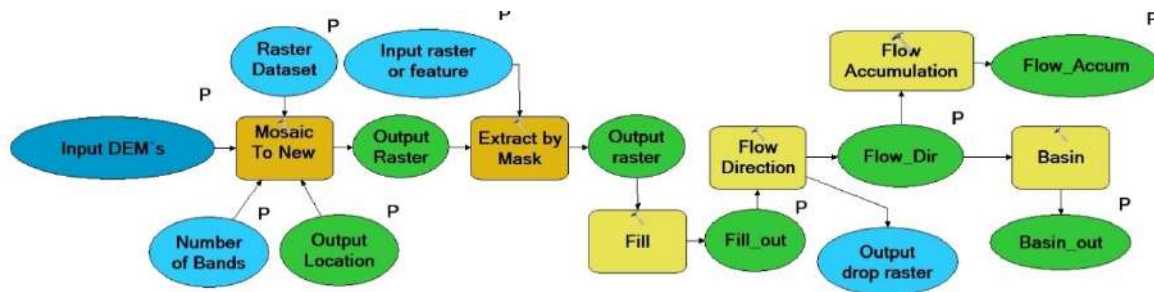 P
Raster
Dataset
P
Input DEM´s
Mosaic
To New
P
Number
of Bands
P
Output
Location
Output
Raster
P
Input raster
or feature
Extract by
Mask
Output
raster
Fill
P
Fill_out
Flow
Direction
Output
drop raster
P
Flow_Dir
Flow
Accumulation
P
Flow_Accum
Basin
P
Basin_out